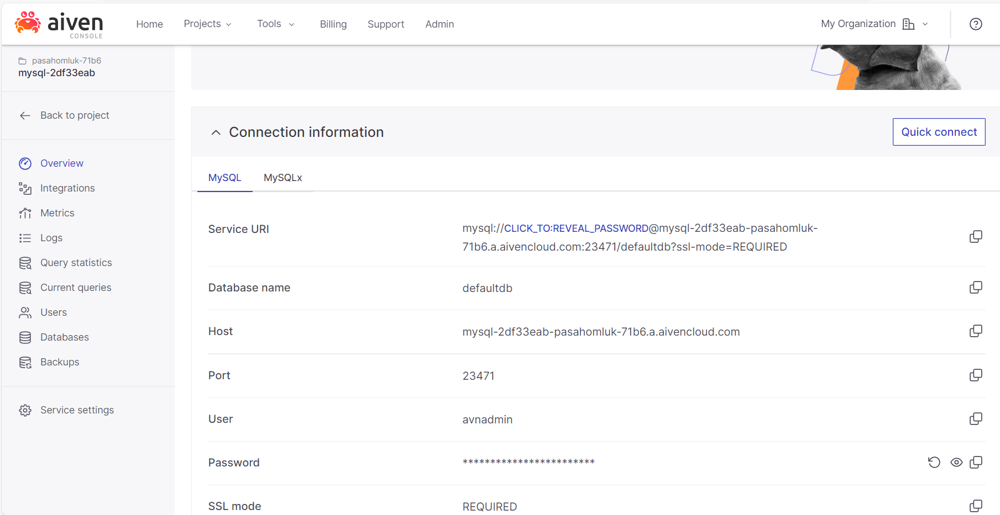 aiven
CONSOLE
Home
Projects
Tools
Billing
Support
Admin
My Organization
pasahomluk-71b6
mysql-2df33eab
Back to project
Overview
Integrations
Metrics
Logs
Query statistics
Current queries
Users
Databases
Backups
Service settings
Connection information
Quick connect
MySQL
MySQLx
Service URI
mysql://CLICK_TO:REVEAL_PASSWORD@mysql-2df33eab-pasahomluk-
71b6.a.aivencloud.com:23471/defaultdb?ssl-mode=REQUIRED
Database name
defaultdb
Host
mysql-2df33eab-pasahomluk-71b6.a.aivencloud.com
Port
23471
User
avnadmin
Password
************************
SSL mode
REQUIRED